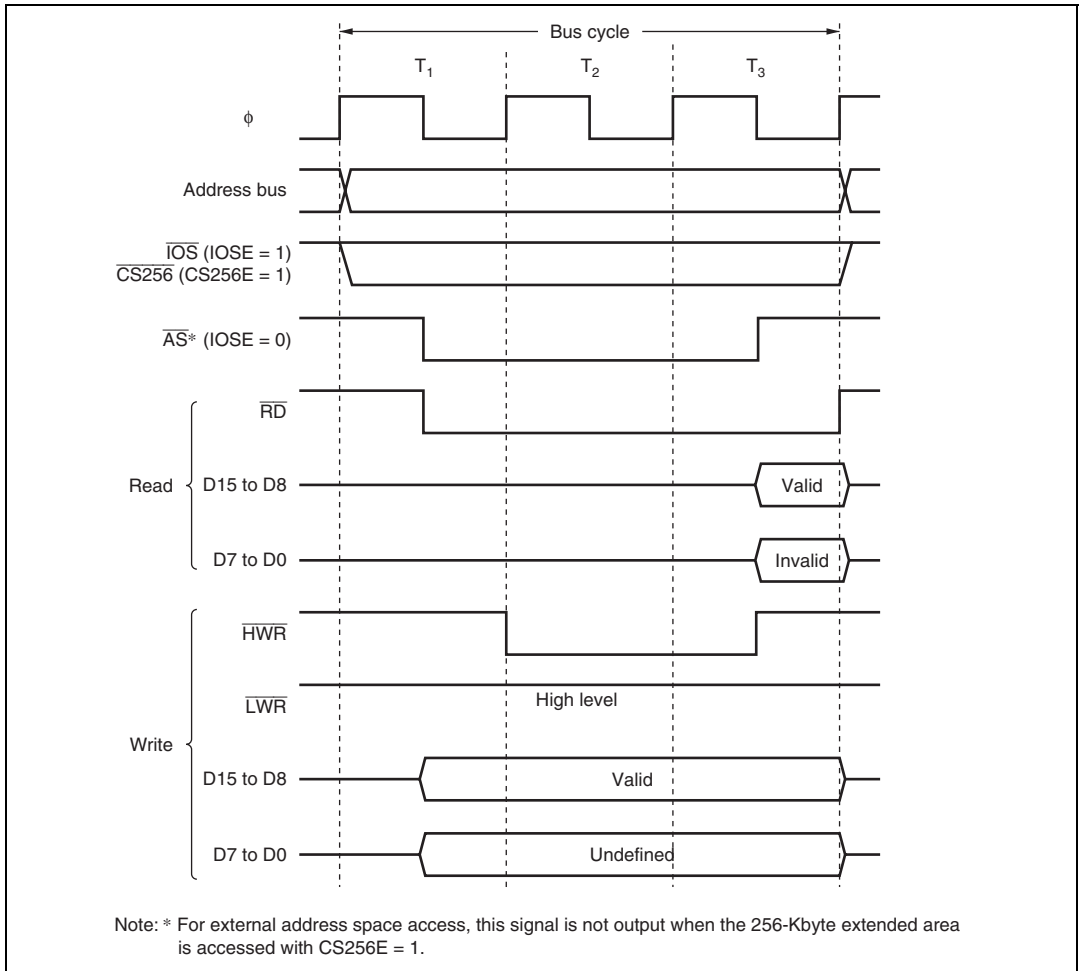 Bus cycle
T1 T2 T3
φ
Address bus
IOS (IOSE = 1)
CS256 (CS256E = 1)
AS* (IOSE = 0)
RD
Read
D15 to D8
Valid
D7 to D0
Invalid
HWR
LWR
High level
Write
D15 to D8
Valid
D7 to D0
Undefined
Note: * For external address space access, this signal is not output when the 256-Kbyte extended area
is accessed with CS256E = 1.